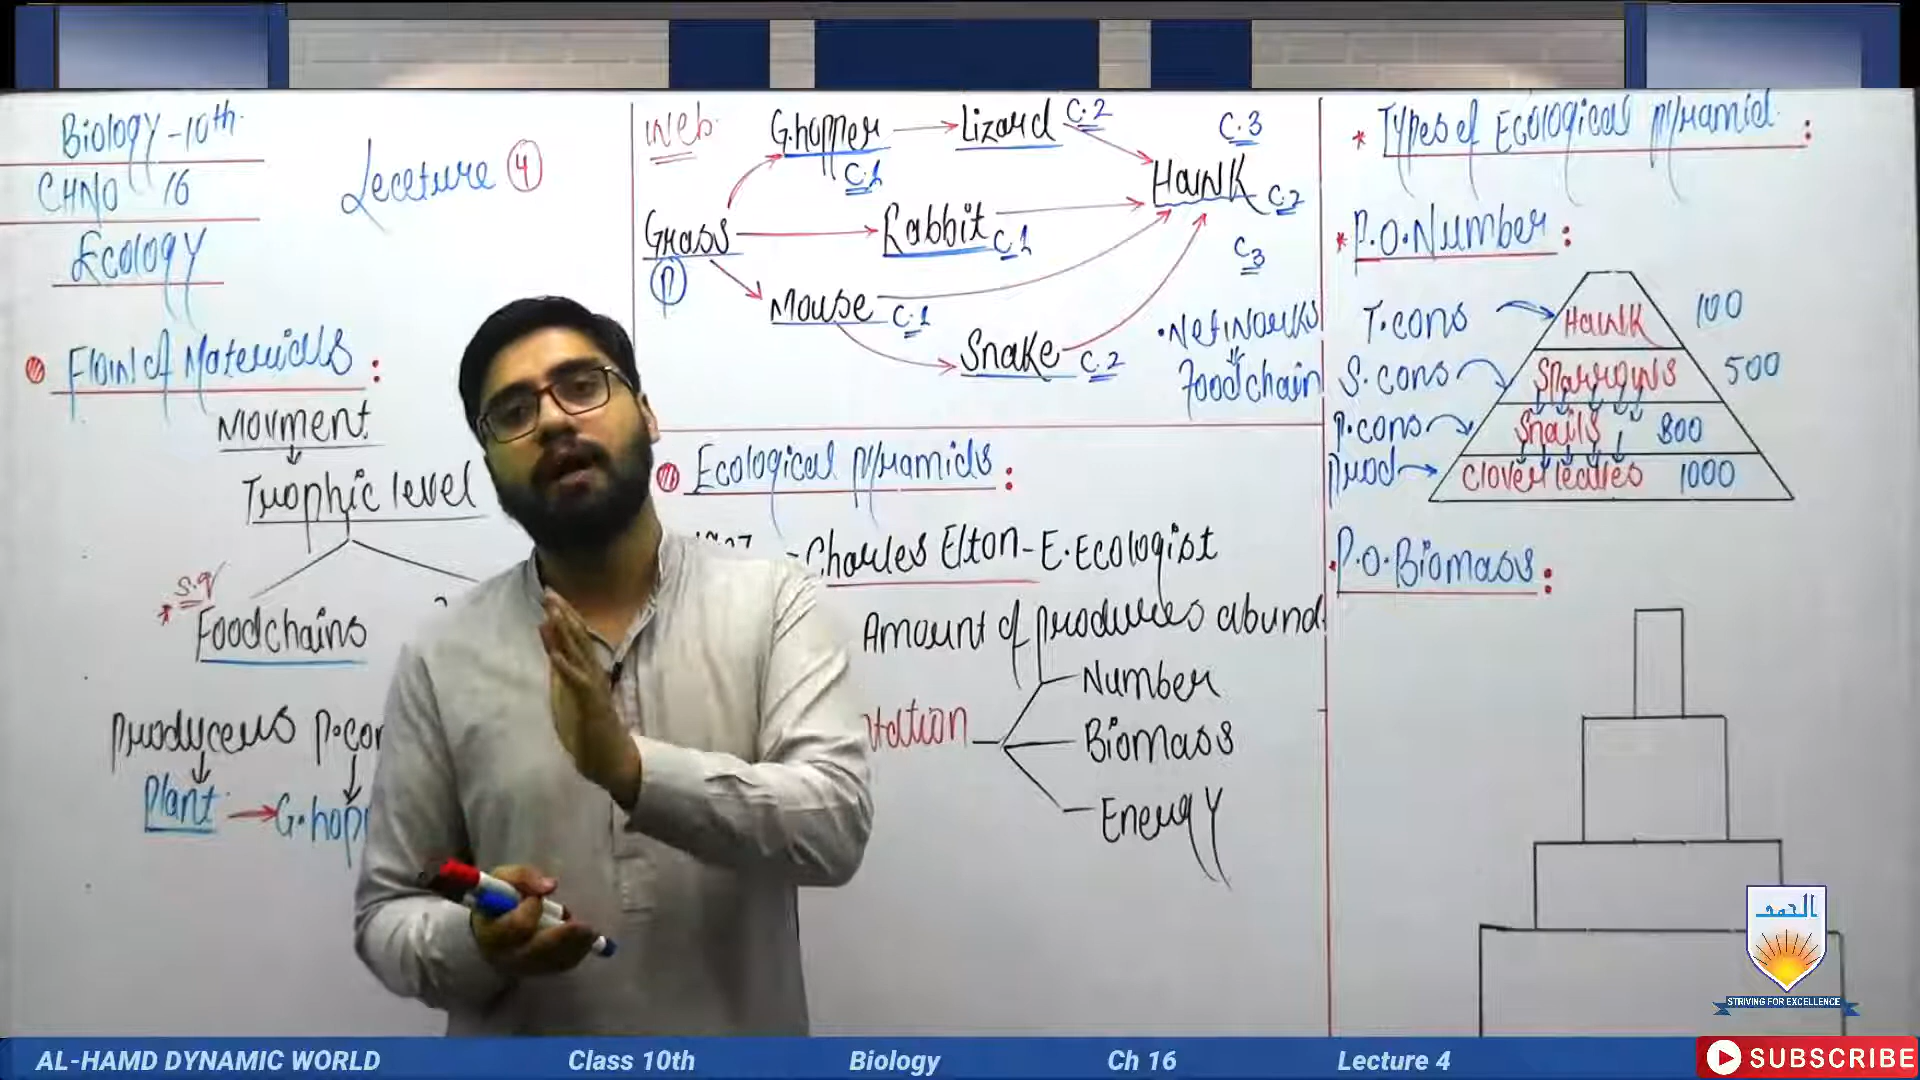 Biology-10th
CHNO 16
Ecology
Lecture 4
Flow of Materials :
Movment
Trophic level
* S.q
Foodchains
Producers P.con
Plant → G.hopp
Web
G.hopper → Lizard C.2
C.1
C.3
Hawk C.2
Grass
P
Rabbit C.1
C3
Mouse C.1
Snake C.2
•Networks
Foodchain
Ecological Pyramids :
Charles Elton - E.Ecologist
Amount of
abund
Number
Biomass
Energy
* Types of Ecological Pyramid :
* P.O.Number :
T.cons Hawk 100
S.cons Sparrows 500
P.cons Snails 800
Prod Clover leaves 1000
P.O.Biomass :
الحمد
STRIVING FOR EXCELLENCE
AL-HAMD DYNAMIC WORLD Class 10th Biology Ch 16 Lecture 4
SUBSCRIBE